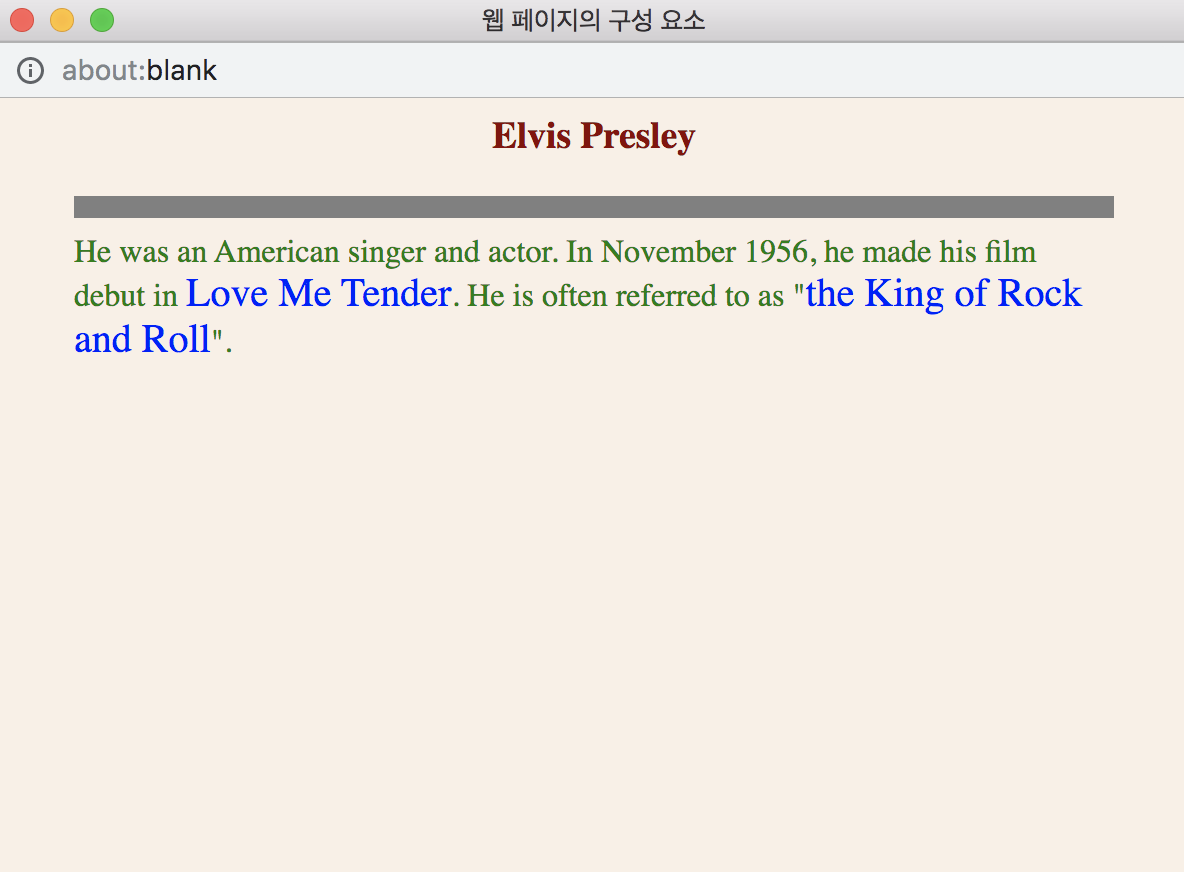 웹 페이지의 구성 요소
about:blank
Elvis Presley
He was an American singer and actor. In November 1956, he made his film
debut in Love Me Tender. He is often referred to as "the King of Rock
and Roll".